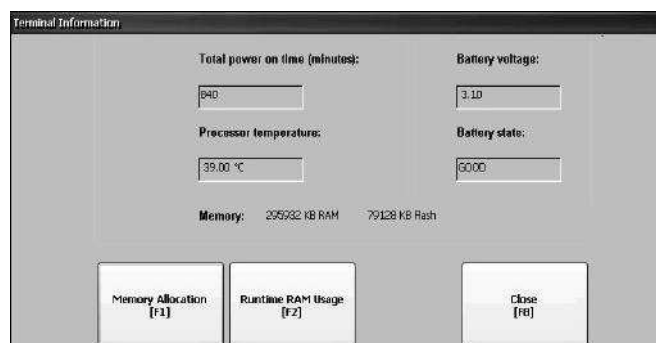 Terminal Information
Total power on time (minutes): Battery voltage:
840 3.10
Processor temperature: Battery state:
39.00 °C GOOD
Memory: 295932 KB RAM 79128 KB Flash
Memory Allocation Runtime RAM Usage Close
[F1] [F2] [F8]